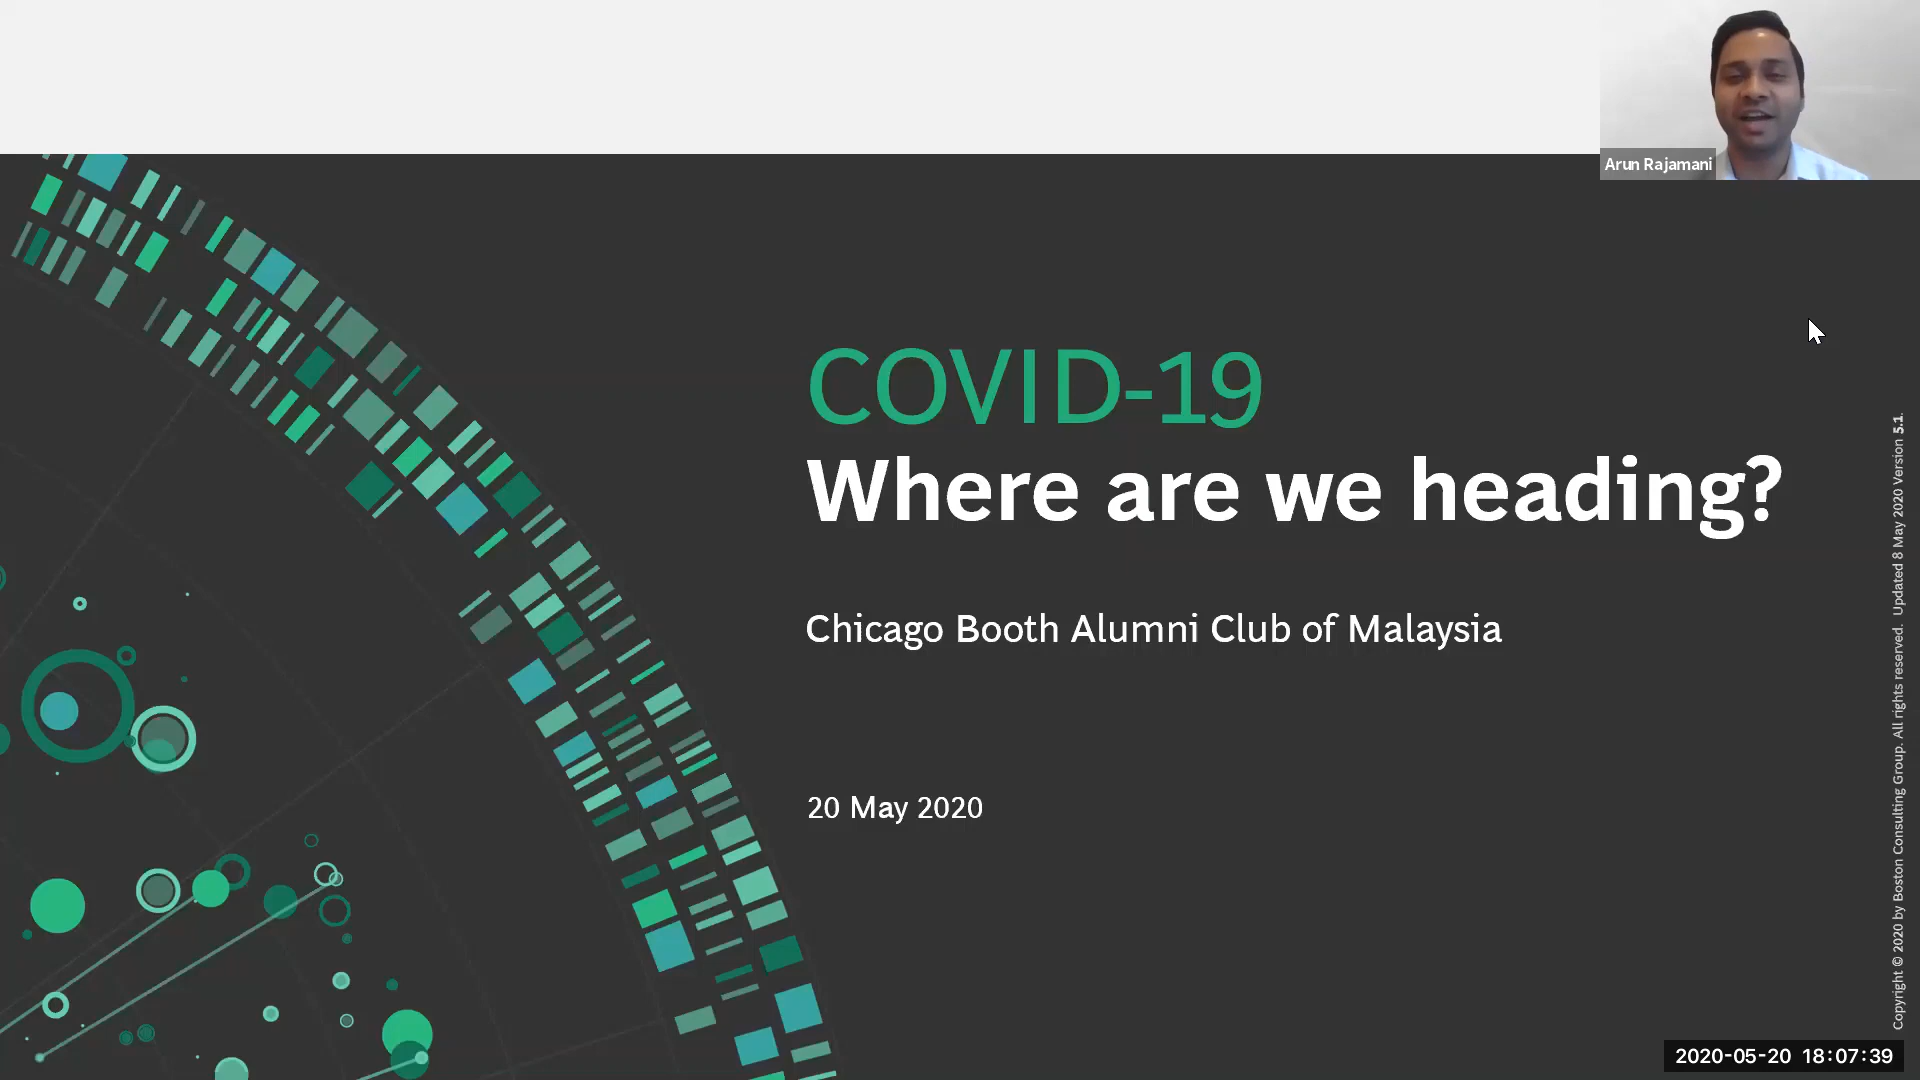 Arun Rajamani
COVID-19
Where are we heading?
Chicago Booth Alumni Club of Malaysia
20 May 2020
Copyright © 2020 by Boston Consulting Group. All rights reserved. Updated 8 May 2020 Version 5.1.
2020-05-20 18:07:39